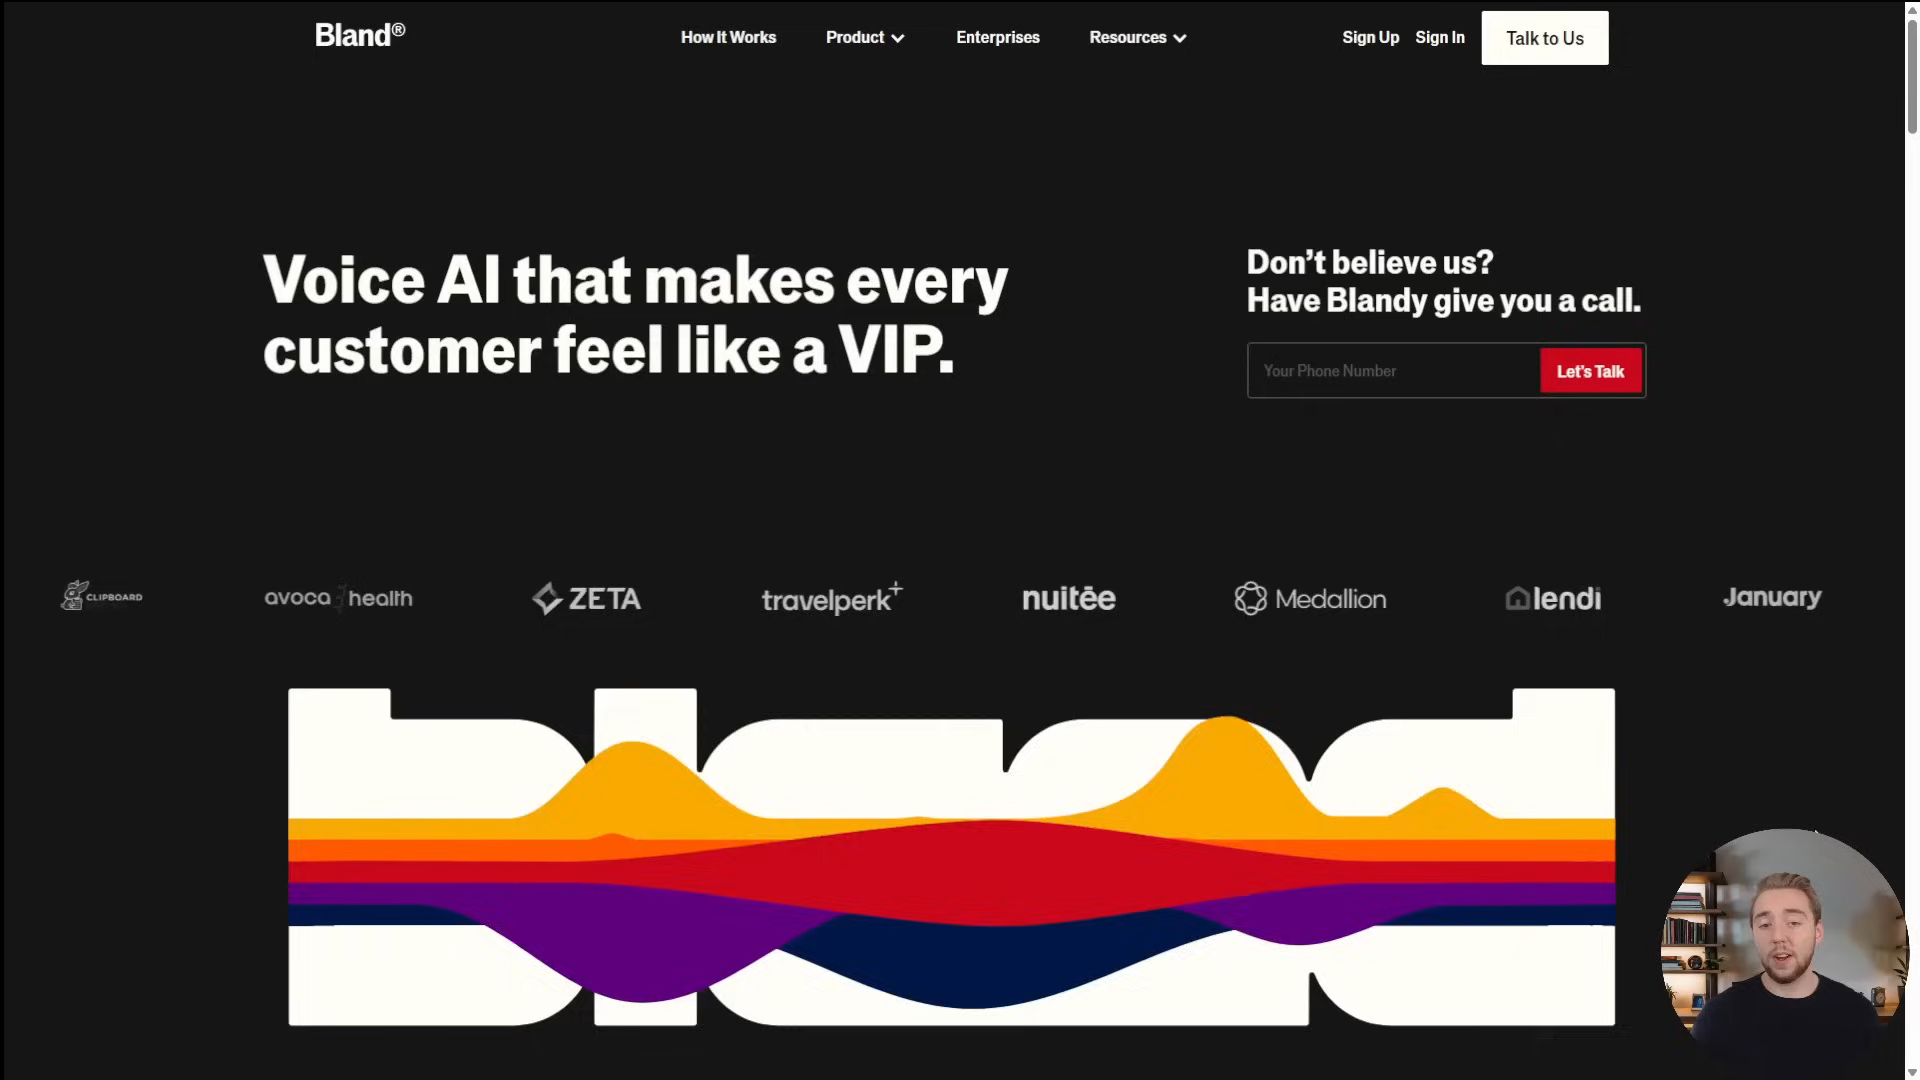 Bland®
How It Works
Product
Enterprises
Resources
Sign Up
Sign In
Talk to Us
Voice AI that makes every
customer feel like a VIP.
Don’t believe us?
Have Blandy give you a call.
Your Phone Number
Let’s Talk
CLIPBOARD
avoca health
ZETA
travelperk+
nuitēe
Medallion
lendi
January
bland